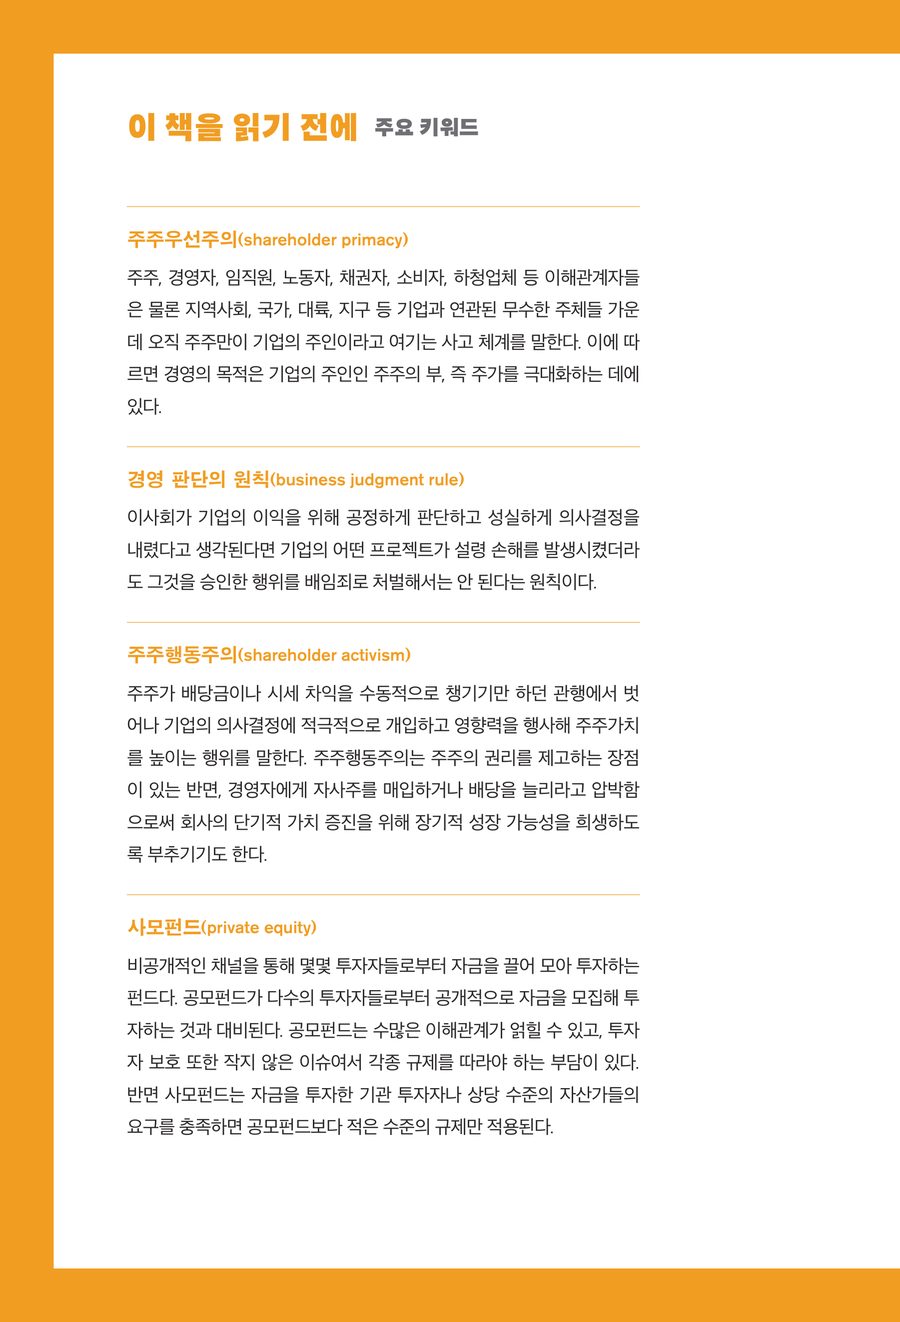 이 책을 읽기 전에 주요 키워드
주주우선주의(shareholder primacy)
주주, 경영자, 임직원, 노동자, 채권자, 소비자, 하청업체 등 이해관계자들
은 물론 지역사회, 국가, 대륙, 지구 등 기업과 연관된 무수한 주체들 가운
데 오직 주주만이 기업의 주인이라고 여기는 사고 체계를 말한다. 이에 따
르면 경영의 목적은 기업의 주인인 주주의 부, 즉 주가를 극대화하는 데에
있다.
경영 판단의 원칙(business judgment rule)
이사회가 기업의 이익을 위해 공정하게 판단하고 성실하게 의사결정을
내렸다고 생각된다면 기업의 어떤 프로젝트가 설령 손해를 발생시켰더라
도 그것을 승인한 행위를 배임죄로 처벌해서는 안 된다는 원칙이다.
주주행동주의(shareholder activism)
주주가 배당금이나 시세 차익을 수동적으로 챙기기만 하던 관행에서 벗
어나 기업의 의사결정에 적극적으로 개입하고 영향력을 행사해 주주가치
를 높이는 행위를 말한다. 주주행동주의는 주주의 권리를 제고하는 장점
이 있는 반면, 경영자에게 자사주를 매입하거나 배당을 늘리라고 압박함
으로써 회사의 단기적 가치 증진을 위해 장기적 성장 가능성을 희생하도
록 부추기기도 한다.
사모펀드(private equity)
비공개적인 채널을 통해 몇몇 투자자들로부터 자금을 끌어 모아 투자하는
펀드다. 공모펀드가 다수의 투자자들로부터 공개적으로 자금을 모집해 투
자하는 것과 대비된다. 공모펀드는 수많은 이해관계가 얽힐 수 있고, 투자
자 보호 또한 작지 않은 이슈여서 각종 규제를 따라야 하는 부담이 있다.
반면 사모펀드는 자금을 투자한 기관 투자자나 상당 수준의 자산가들의
요구를 충족하면 공모펀드보다 적은 수준의 규제만 적용된다.